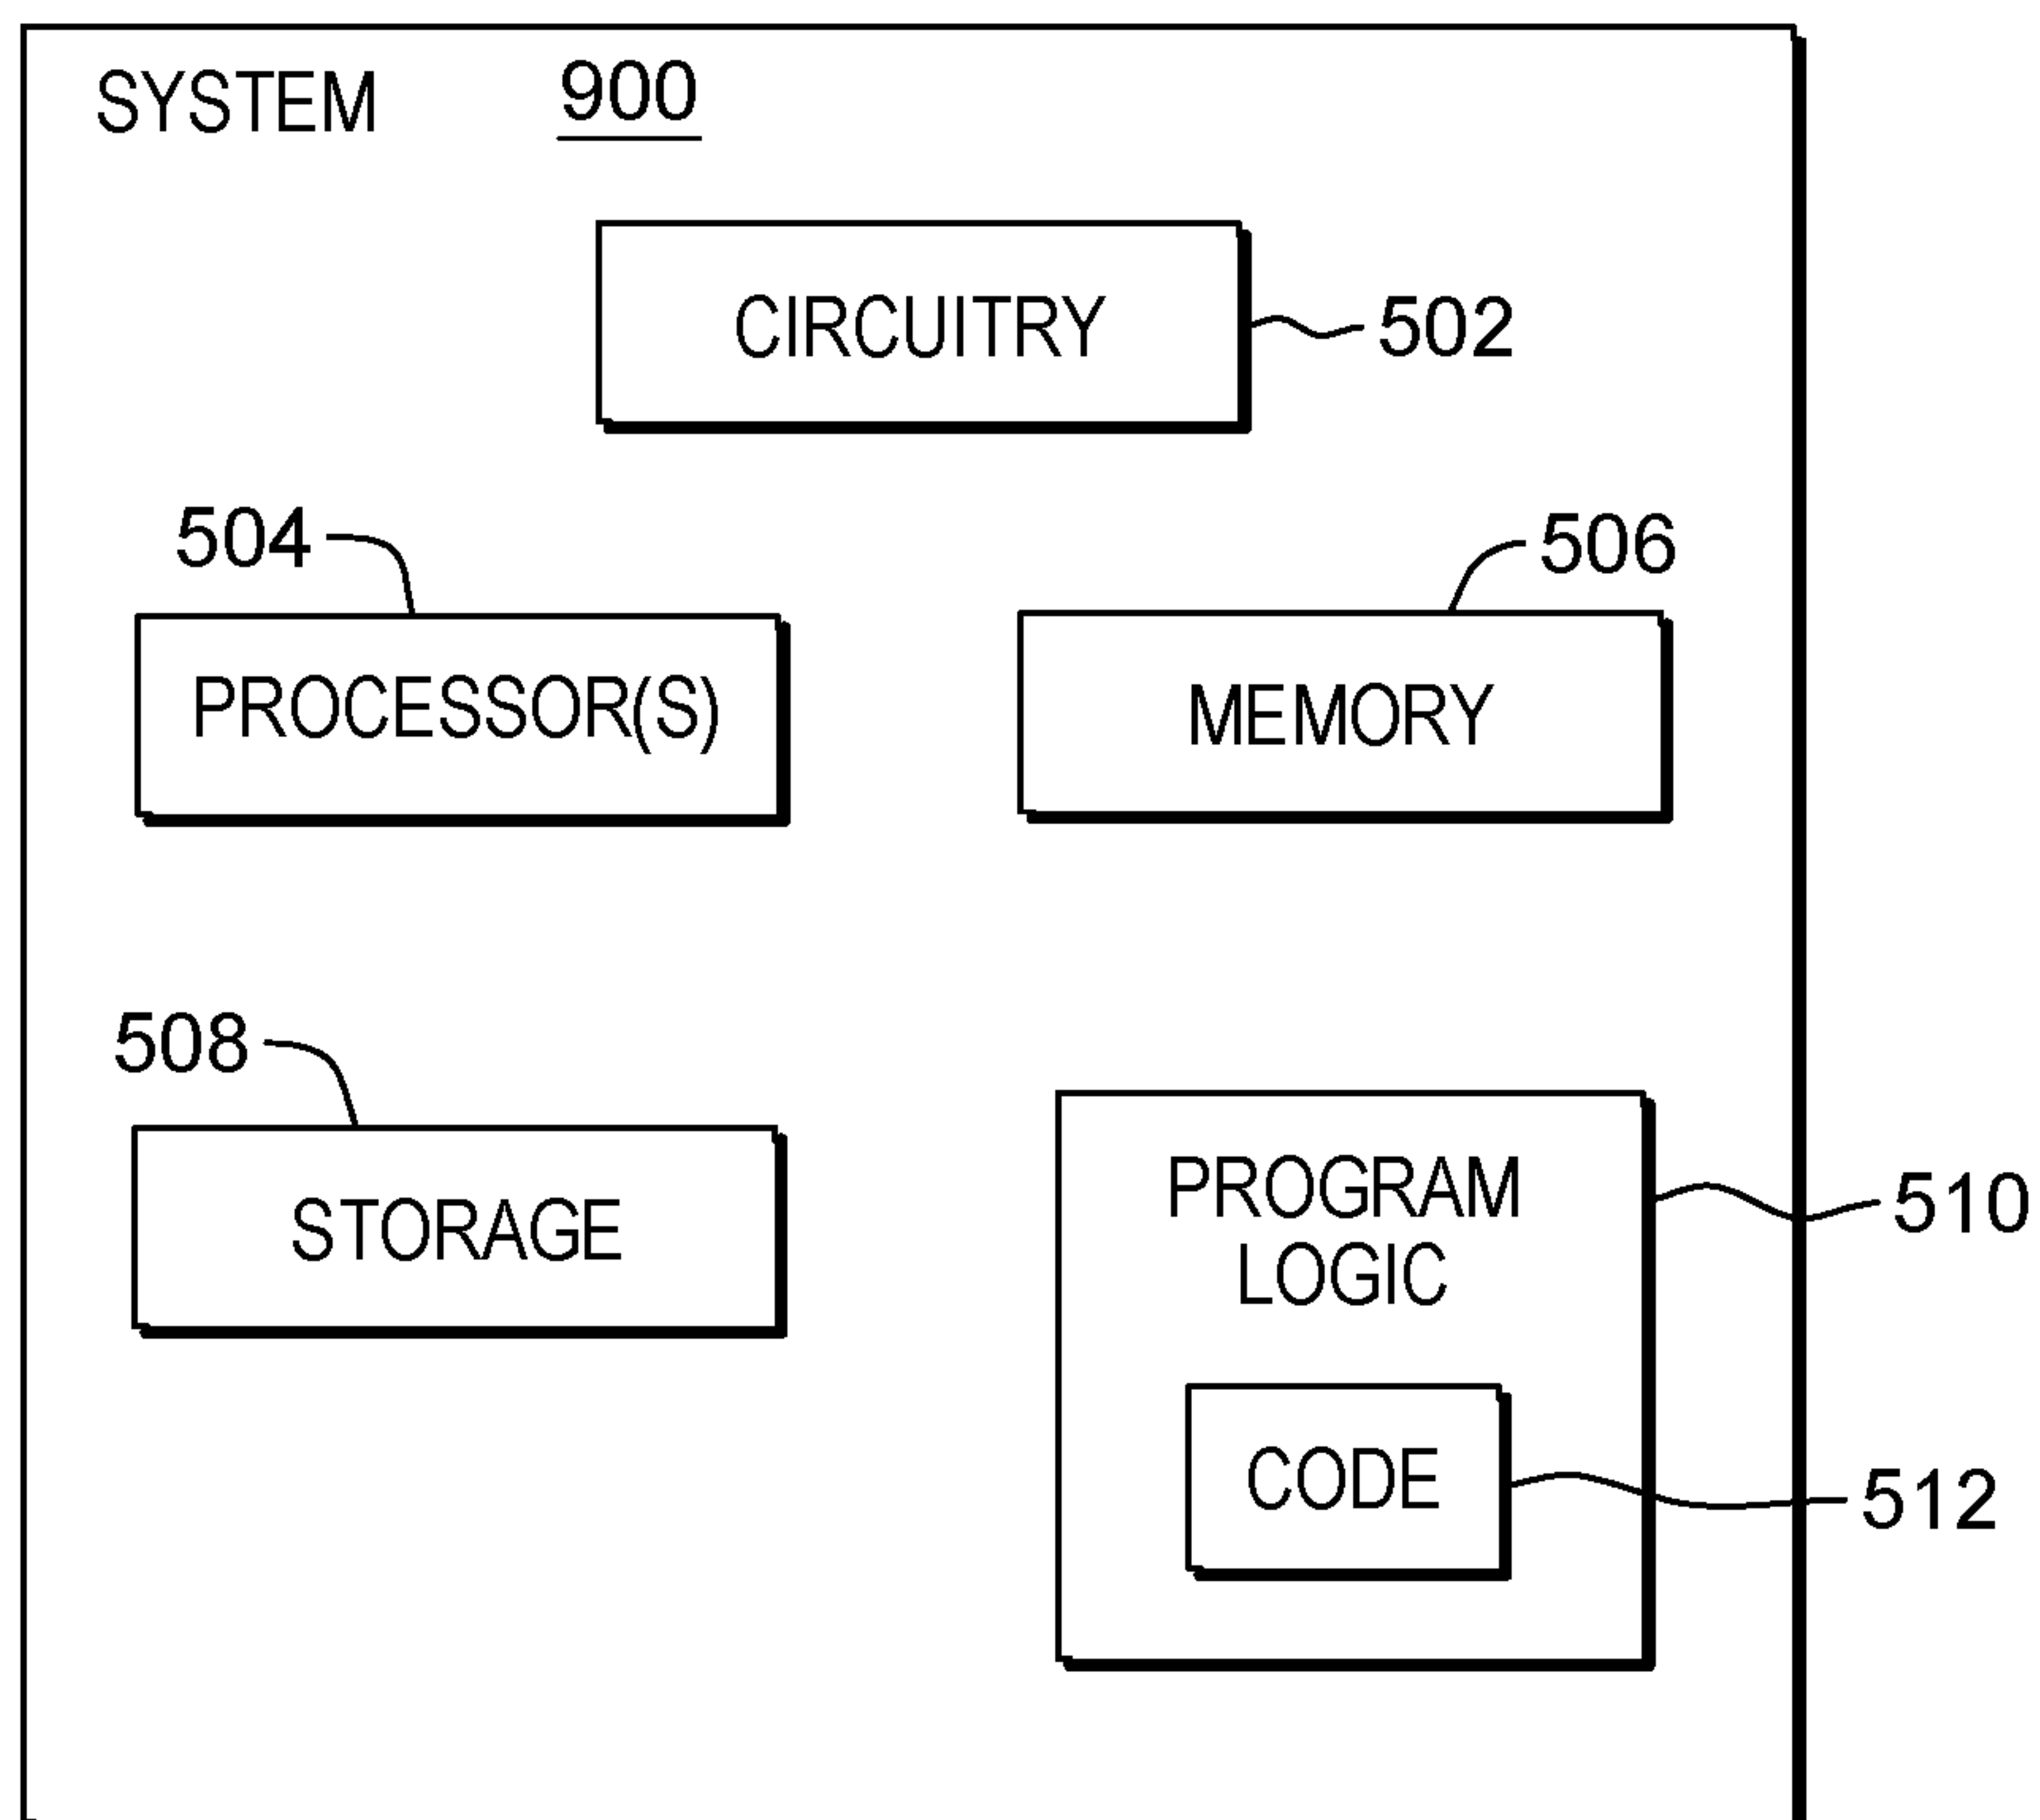 SYSTEM 900
CIRCUITRY 502
504
506
PROCESSOR(S)
MEMORY
508
STORAGE
PROGRAM
LOGIC
510
CODE
512